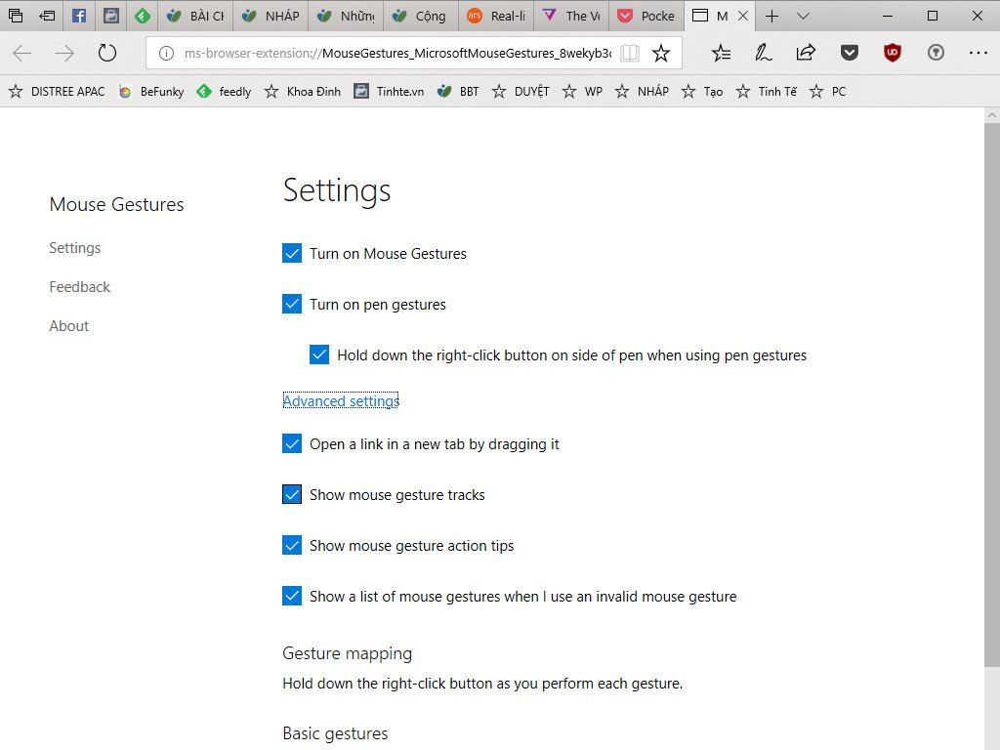 BÀI CH
NHÁP
Những
Cộng
ars
Real-li
The Ve
Pocke
M
ms-browser-extension://MouseGestures_MicrosoftMouseGestures_8wekyb3d
DISTREE APAC
BeFunky
feedly
Khoa Đinh
Tinhte.vn
BBT
DUYỆT
WP
NHÁP
Tạo
Tinh Tế
PC
Mouse Gestures
Settings
Feedback
About
Settings
Turn on Mouse Gestures
Turn on pen gestures
Hold down the right-click button on side of pen when using pen gestures
Advanced settings
Open a link in a new tab by dragging it
Show mouse gesture tracks
Show mouse gesture action tips
Show a list of mouse gestures when I use an invalid mouse gesture
Gesture mapping
Hold down the right-click button as you perform each gesture.
Basic gestures